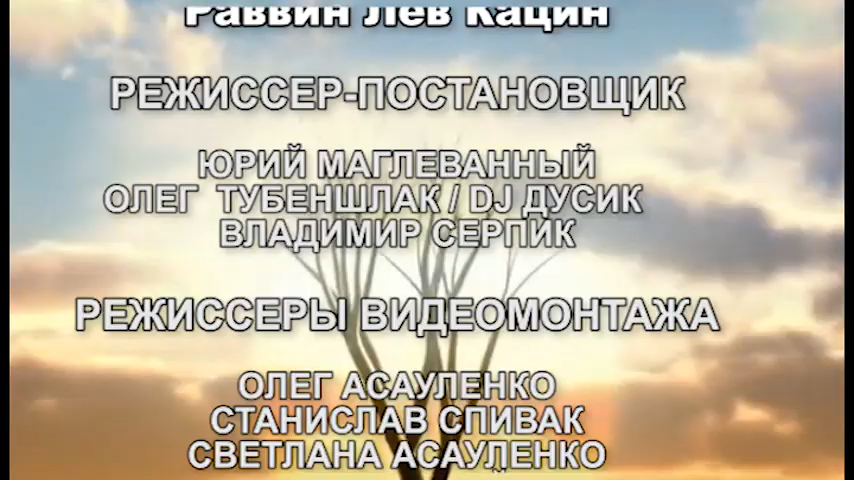 Раввин Лев Кацин
РЕЖИССЕР-ПОСТАНОВЩИК
ЮРИЙ МАГЛЕВАННЫЙ
ОЛЕГ ТУБЕНШЛАК / DJ ДУСИК
ВЛАДИМИР СЕРПИК
РЕЖИССЕРЫ ВИДЕОМОНТАЖА
ОЛЕГ АСАУЛЕНКО
СТАНИСЛАВ СПИВАК
СВЕТЛАНА АСАУЛЕНКО